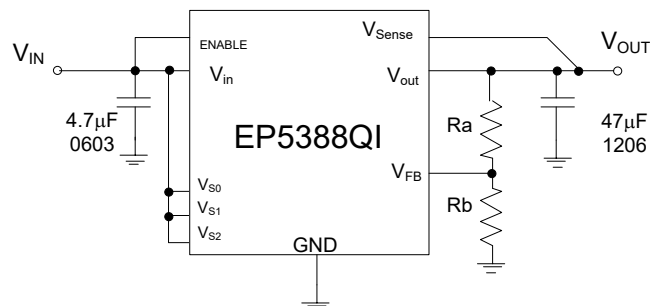 V_Sense
ENABLE
V_IN
V_in
V_out
V_OUT
4.7μF
0603
EP5388QI
Ra
47μF
1206
V_FB
V_S0
V_S1
V_S2
Rb
GND